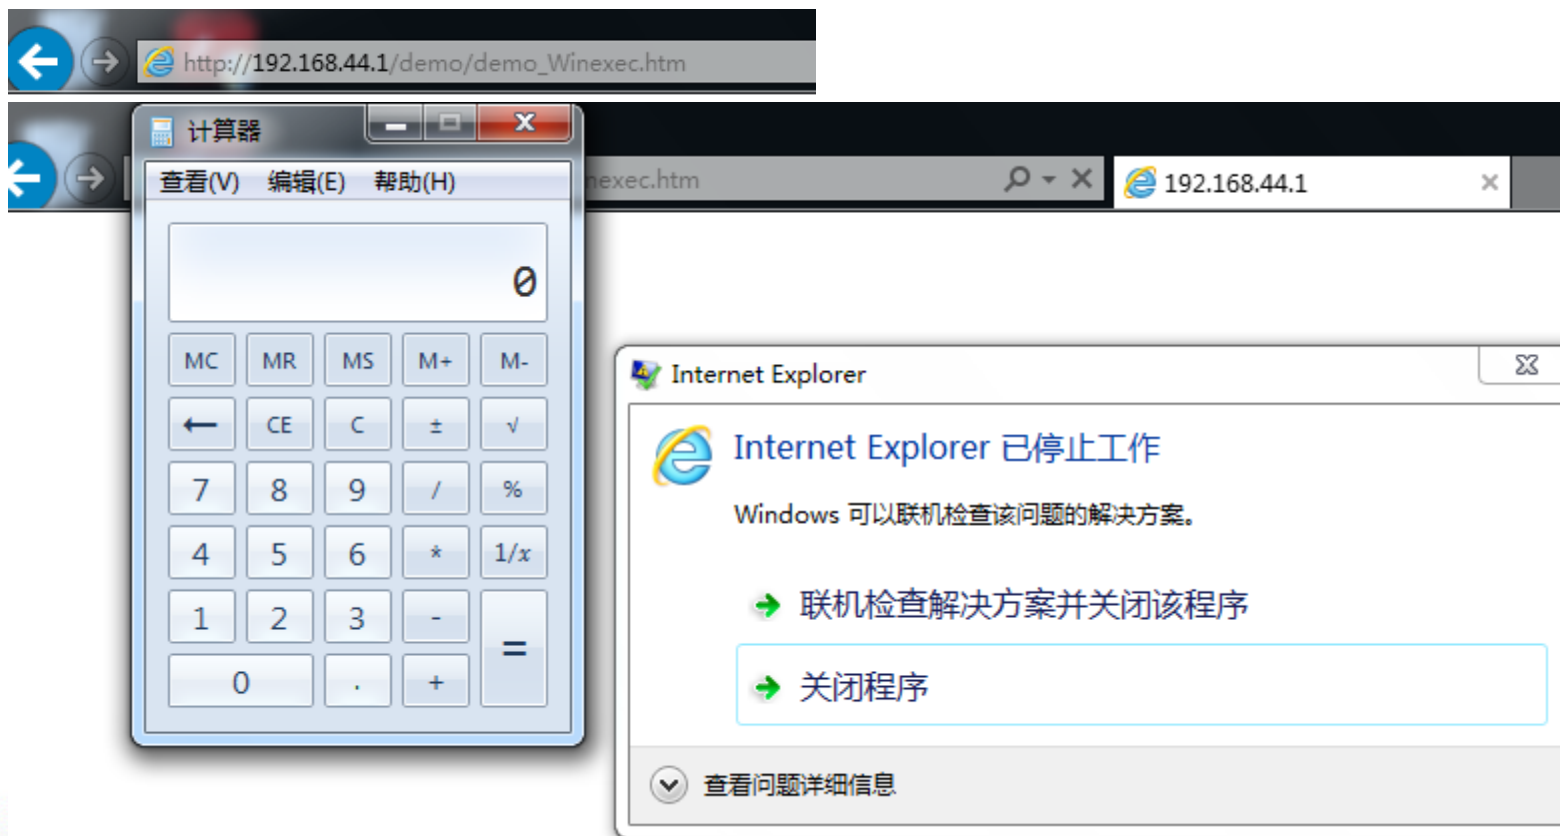 http://192.168.44.1/demo/demo_Winexec.htm
计算器
查看(V) 编辑(E) 帮助(H)
nexec.htm
192.168.44.1
0
MC MR MS M+ M-
← CE C ± √
7 8 9 / %
4 5 6 * 1/x
1 2 3 - =
0 . +
Internet Explorer
Internet Explorer 已停止工作
Windows 可以联机检查该问题的解决方案。
联机检查解决方案并关闭该程序
关闭程序
查看问题详细信息